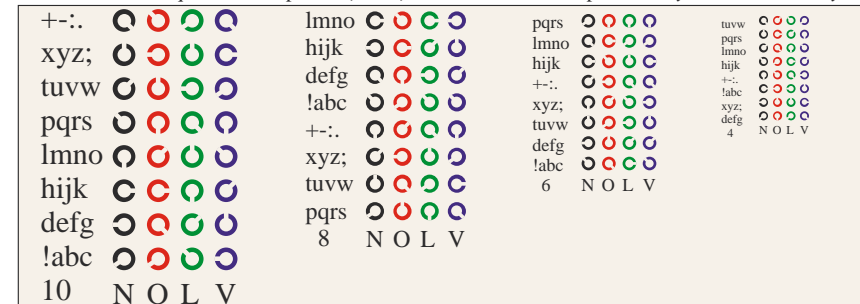 +-:.
xyz;
tuvw
pqrs
lmno
hijk
defg
!abc
10 N O L V
lmno
hijk
defg
!abc
+-:.
xyz;
tuvw
pqrs
8 N O L V
pqrs
lmno
hijk
+-:.
xyz;
tuvw
defg
!abc
6 N O L V
tuvw
pqrs
lmno
hijk
+-:.
!abc
xyz;
defg
4 N O L V